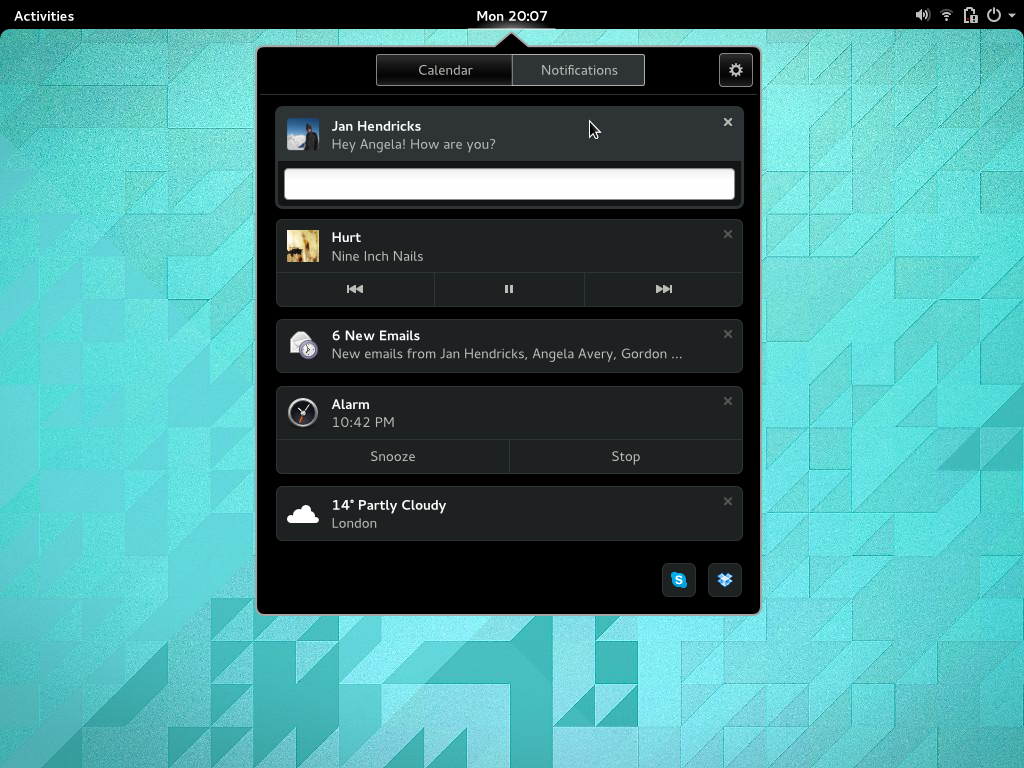 Activities
Mon 20:07
Calendar
Notifications
Jan Hendricks
Hey Angela! How are you?
Hurt
Nine Inch Nails
6 New Emails
New emails from Jan Hendricks, Angela Avery, Gordon ...
Alarm
10:42 PM
Snooze
Stop
14° Partly Cloudy
London